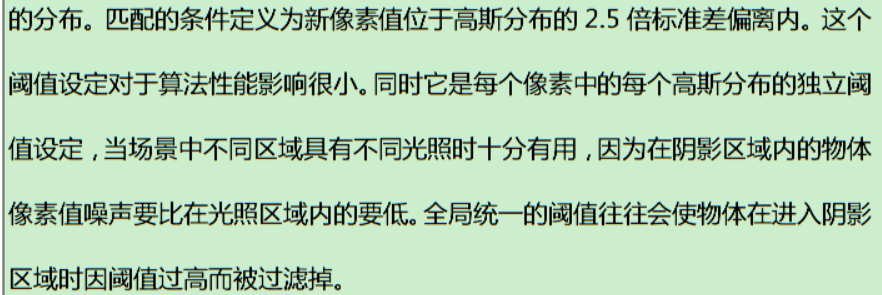 的分布。匹配的条件定义为新像素值位于高斯分布的 2.5 倍标准差偏离内。这个
阈值设定对于算法性能影响很小。同时它是每个像素中的每个高斯分布的独立阈
值设定,当场景中不同区域具有不同光照时十分有用,因为在阴影区域内的物体
像素值噪声要比在光照区域内的要低。全局统一的阈值往往会使物体在进入阴影
区域时因阈值过高而被过滤掉。